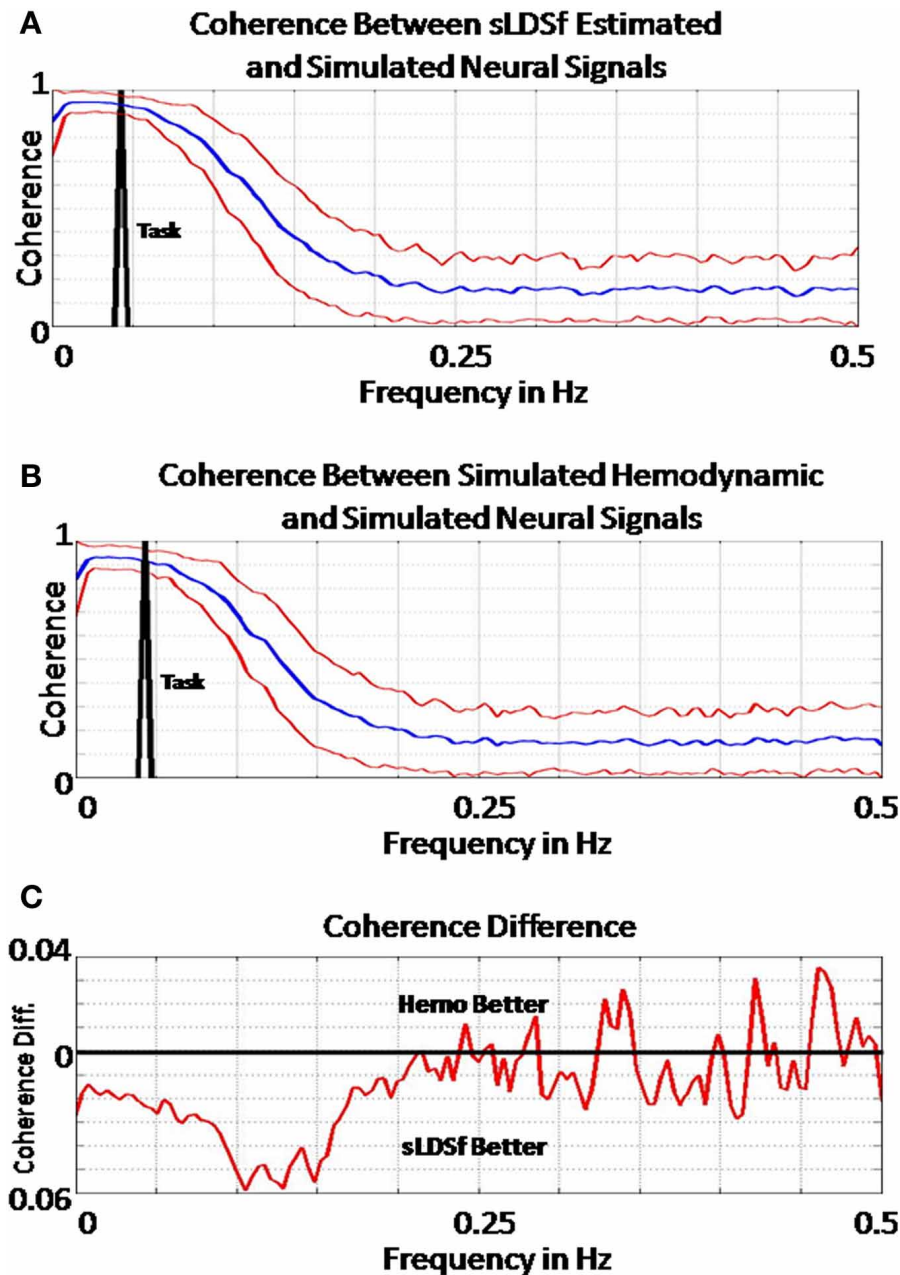 A
Coherence Between sLDSf Estimated
and Simulated Neural Signals
1
Coherence
Task
0
0 0.25 0.5
Frequency in Hz
B
Coherence Between Simulated Hemodynamic
and Simulated Neural Signals
1
Coherence
Task
0
0 0.25 0.5
Frequency in Hz
C
Coherence Difference
0.04
Coherence Diff.
Hemo Better
0
sLDSf Better
0.06
0 0.25 0.5
Frequency in Hz